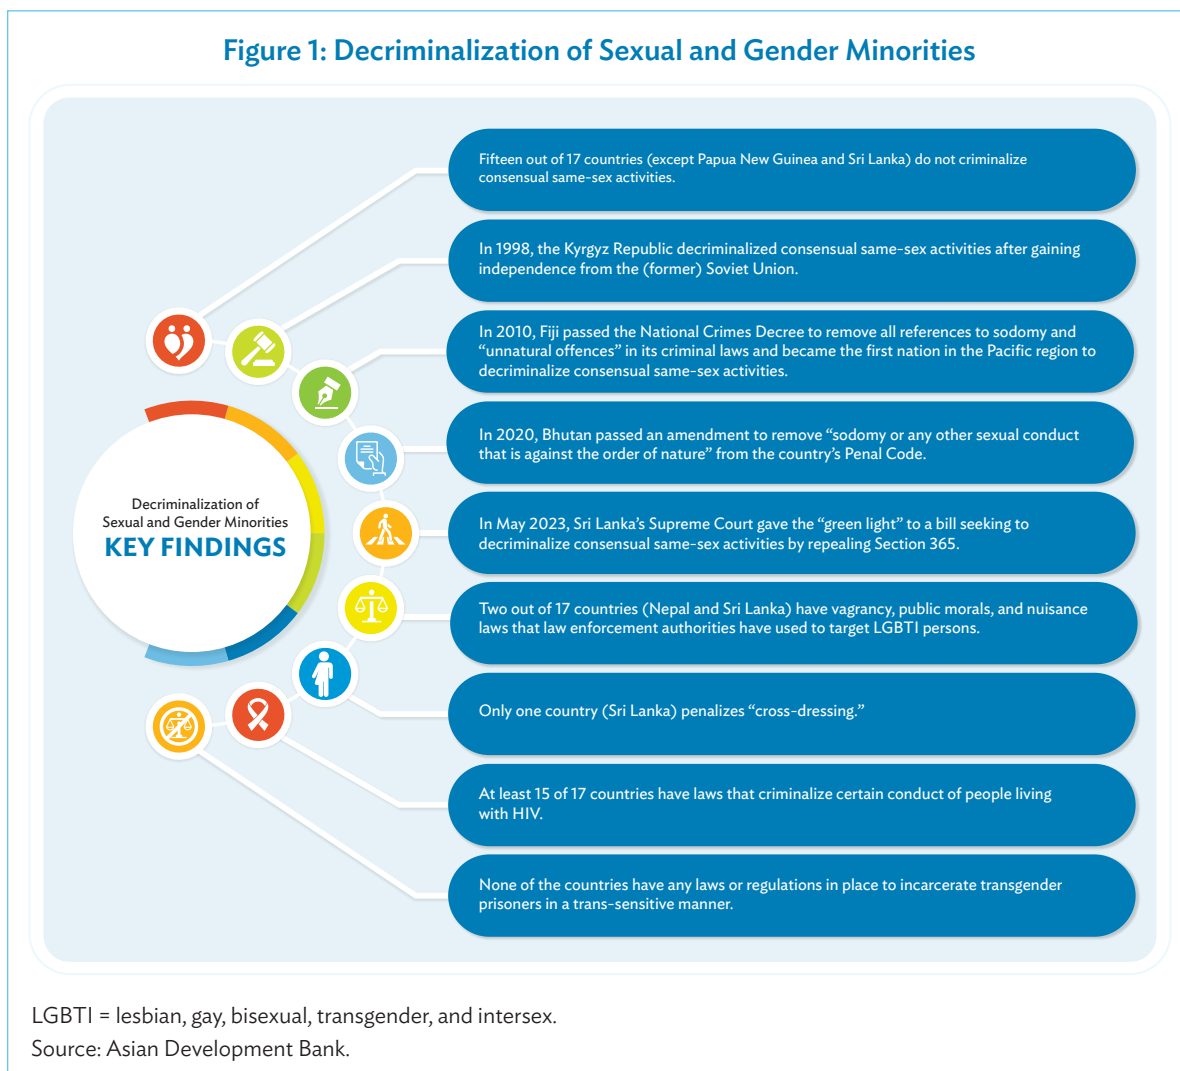 Figure 1: Decriminalization of Sexual and Gender Minorities
Fifteen out of 17 countries (except Papua New Guinea and Sri Lanka) do not criminalize
consensual same-sex activities.
In 1998, the Kyrgyz Republic decriminalized consensual same-sex activities after gaining
independence from the (former) Soviet Union.
In 2010, Fiji passed the National Crimes Decree to remove all references to sodomy and
“unnatural offences” in its criminal laws and became the first nation in the Pacific region to
decriminalize consensual same-sex activities.
In 2020, Bhutan passed an amendment to remove “sodomy or any other sexual conduct
that is against the order of nature” from the country’s Penal Code.
Decriminalization of
Sexual and Gender Minorities
KEY FINDINGS
In May 2023, Sri Lanka’s Supreme Court gave the “green light” to a bill seeking to
decriminalize consensual same-sex activities by repealing Section 365.
Two out of 17 countries (Nepal and Sri Lanka) have vagrancy, public morals, and nuisance
laws that law enforcement authorities have used to target LGBTI persons.
Only one country (Sri Lanka) penalizes “cross-dressing.”
At least 15 of 17 countries have laws that criminalize certain conduct of people living
with HIV.
None of the countries have any laws or regulations in place to incarcerate transgender
prisoners in a trans-sensitive manner.
LGBTI = lesbian, gay, bisexual, transgender, and intersex.
Source: Asian Development Bank.